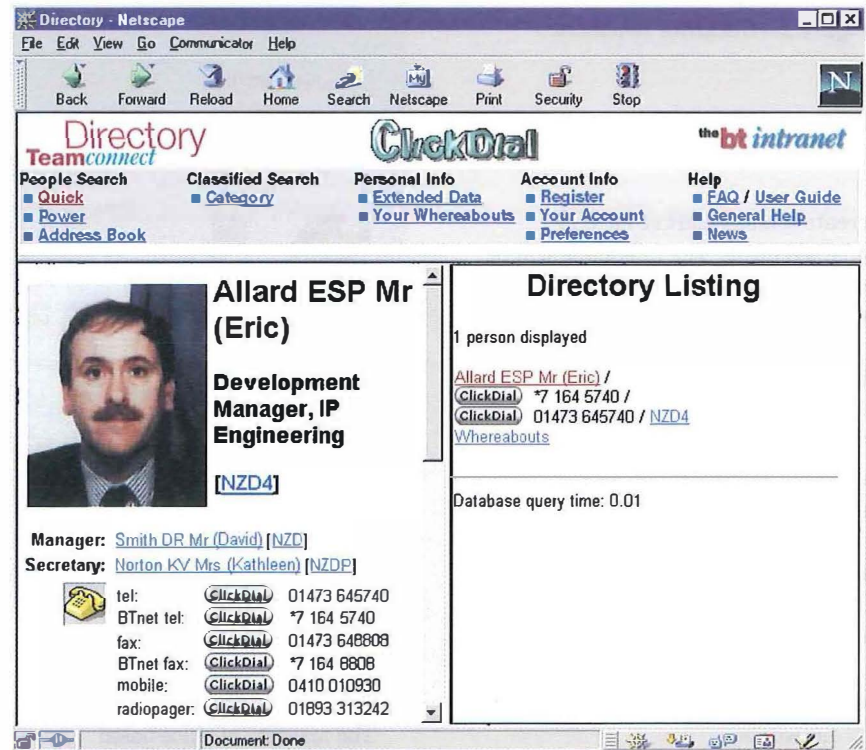 Directory - Netscape
File Edit View Go Communicator Help
Back Forward Reload Home Search Netscape Print Security Stop
My
N
Directory
Teamconnect
ClickDial
the bt intranet
People Search Classified Search Personal Info Account Info Help
Quick Category Extended Data Register FAQ / User Guide
Power Your Whereabouts Your Account General Help
Address Book Preferences News
Allard ESP Mr
(Eric)
Development
Manager, IP
Engineering
[NZD4]
Manager: Smith DR Mr (David) [NZD]
Secretary: Norton KV Mrs (Kathleen) [NZDP]
tel: ClickDial 01473 645740
BTnet tel: ClickDial *7 164 5740
fax: ClickDial 01473 648808
BTnet fax: ClickDial *7 164 8808
mobile: ClickDial 0410 010930
radiopager: ClickDial 01893 313242
Directory Listing
1 person displayed
Allard ESP Mr (Eric) /
ClickDial *7 164 5740 /
ClickDial 01473 645740 / NZD4
Whereabouts
Database query time: 0.01
Document: Done